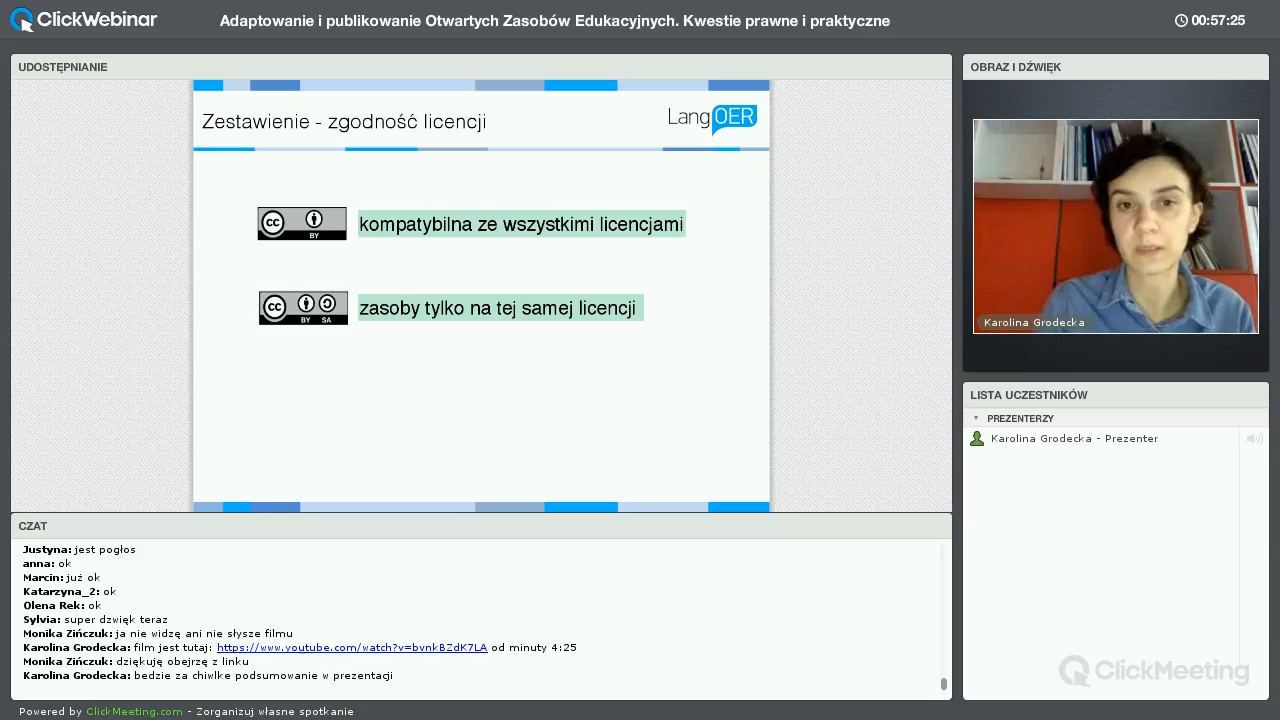 ClickWebinar
Adaptowanie i publikowanie Otwartych Zasobów Edukacyjnych. Kwestie prawne i praktyczne
00:57:25
UDOSTĘPNIANIE
Zestawienie - zgodność licencji
LangOER
cc
BY
kompatybilna ze wszystkimi licencjami
cc
BY SA
zasoby tylko na tej samej licencji
OBRAZ I DŹWIĘK
Karolina Grodecka
LISTA UCZESTNIKÓW
PREZENTERZY
Karolina Grodecka - Prezenter
CZAT
Justyna: jest pogłos
anna: ok
Marcin: już ok
Katarzyna_2: ok
Olena Rek: ok
Sylvia: super dzwięk teraz
Monika Zińczuk: ja nie widzę ani nie słysze filmu
Karolina Grodecka: film jest tutaj: https://www.youtube.com/watch?v=bvnkBZdK7LA od minuty 4:25
Monika Zińczuk: dziękuję obejrzę z linku
Karolina Grodecka: bedzie za chiwlke podsumowanie w prezentacji
ClickMeeting
Powered by ClickMeeting.com - Zorganizuj własne spotkanie